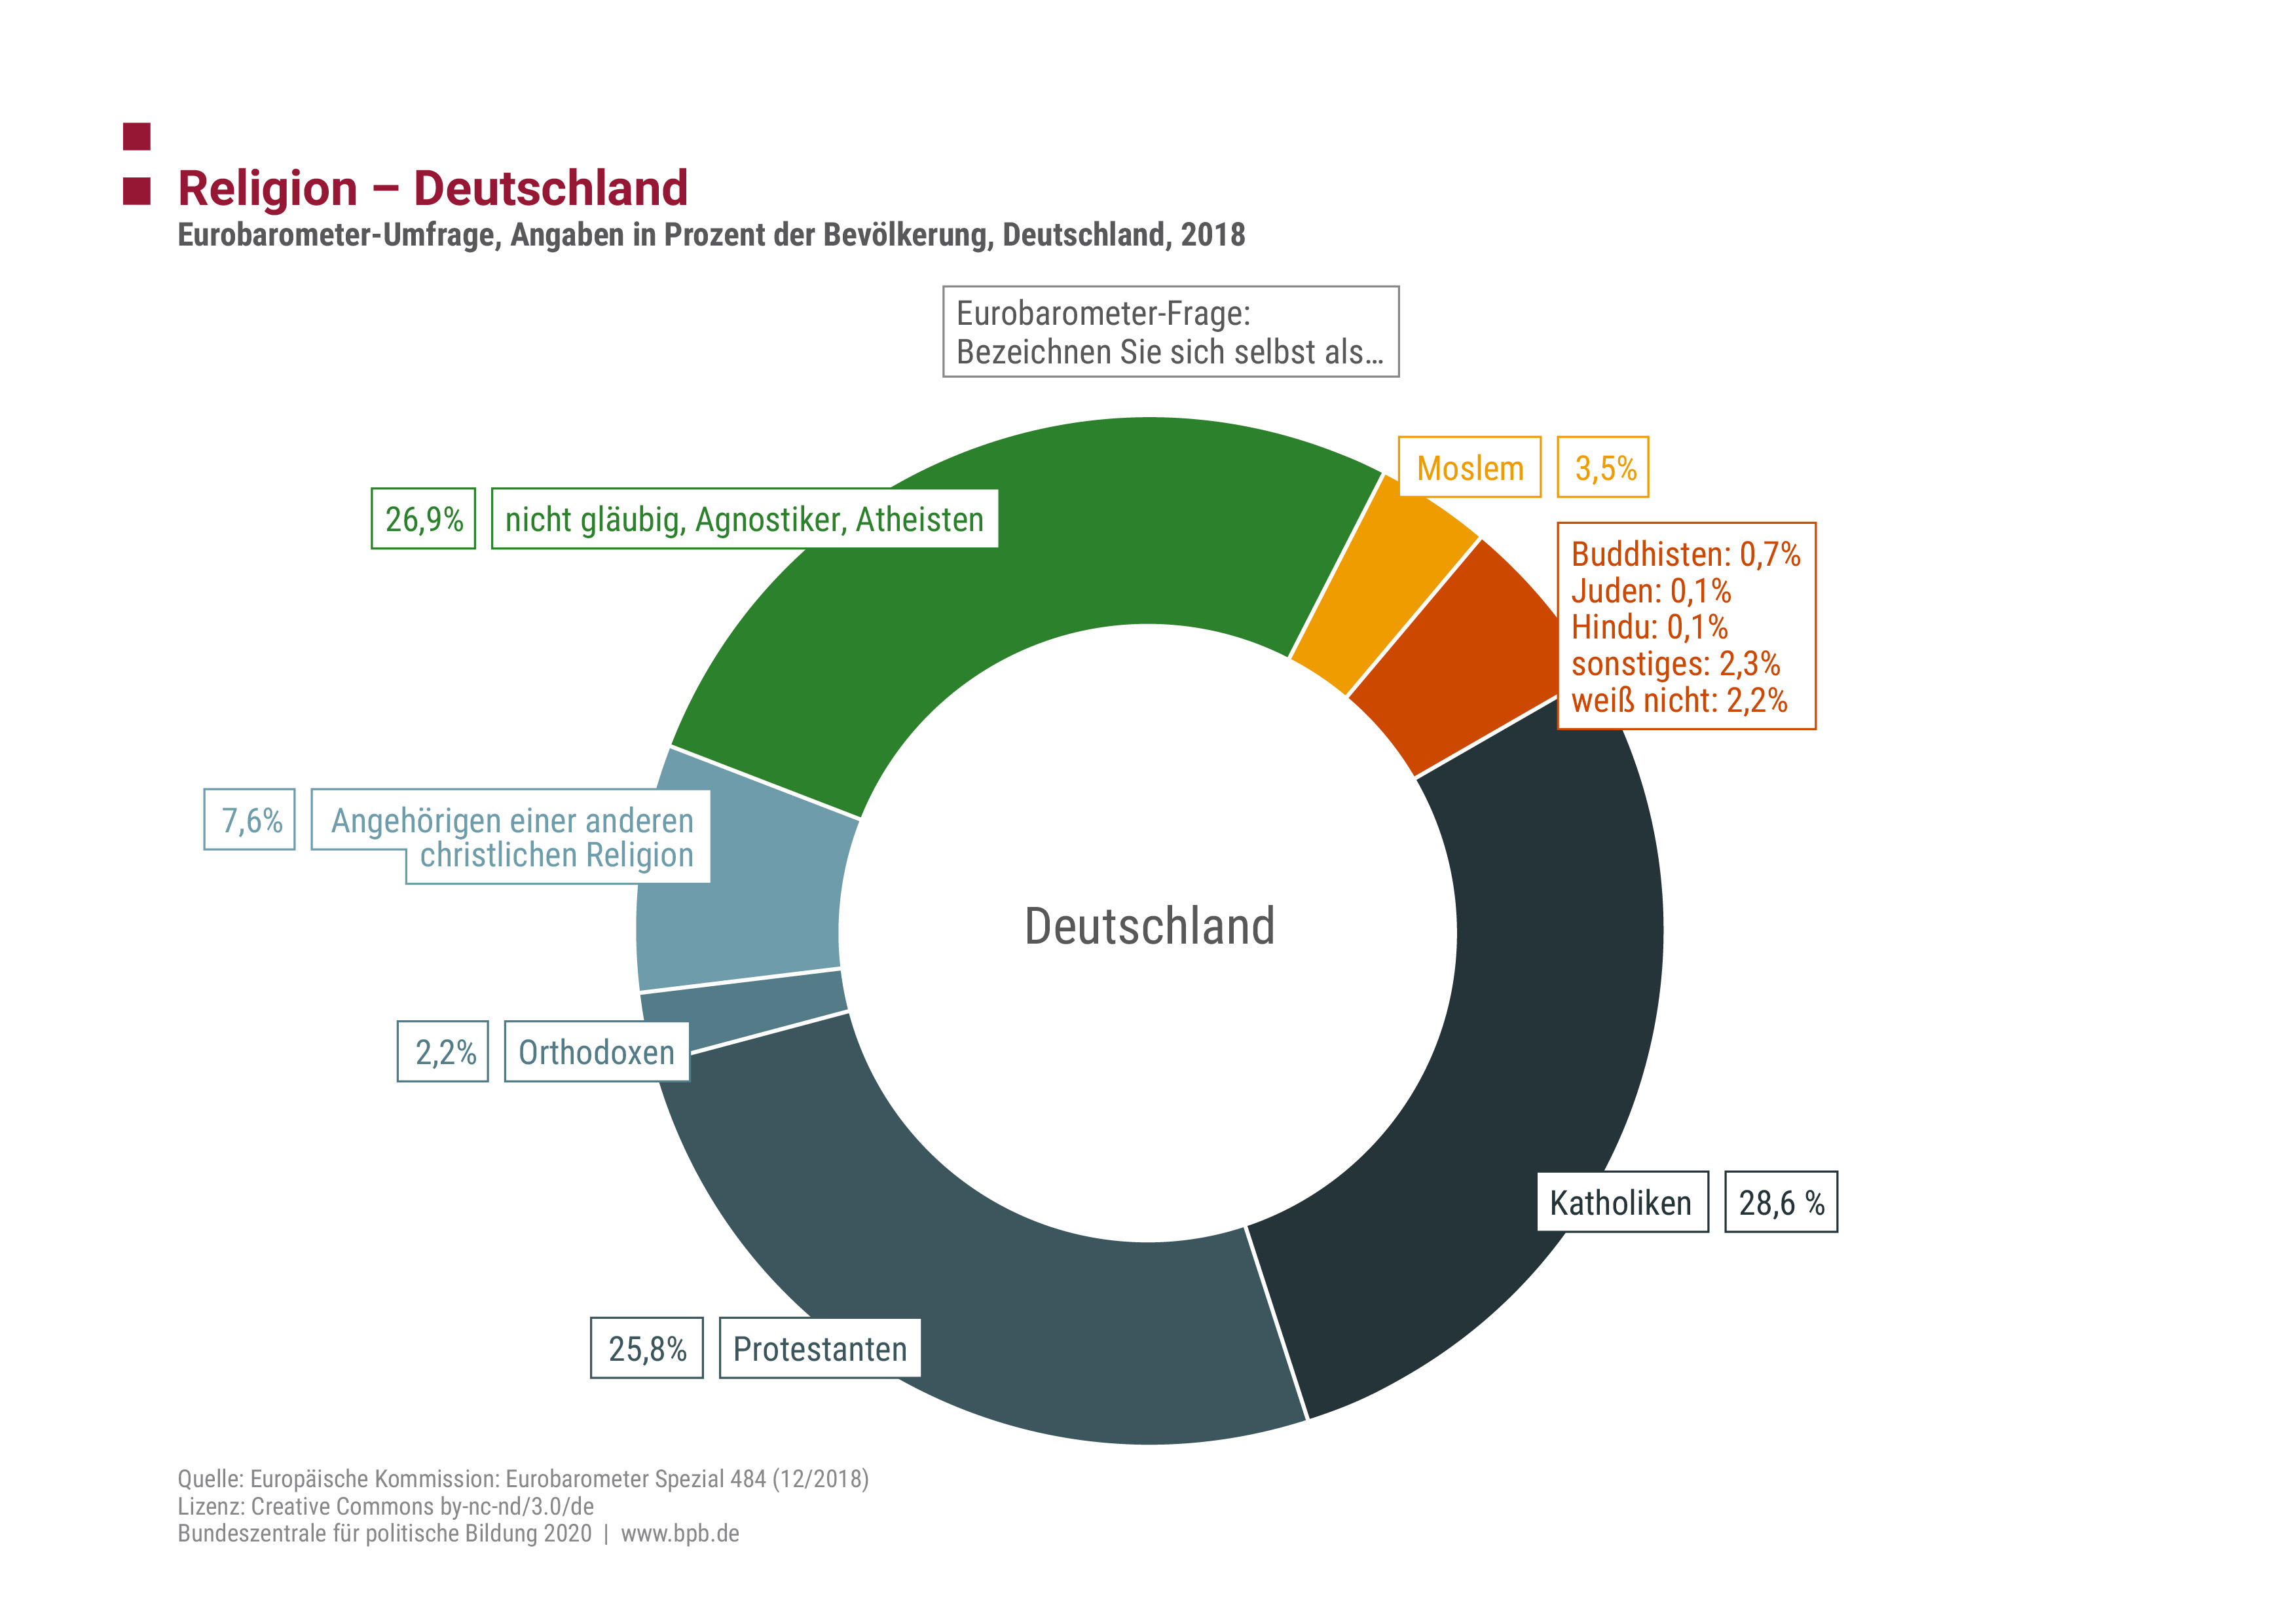 Religion – Deutschland
Eurobarometer-Umfrage, Angaben in Prozent der Bevölkerung, Deutschland, 2018
Eurobarometer-Frage:
Bezeichnen Sie sich selbst als…
Moslem 3,5%
26,9% nicht gläubig, Agnostiker, Atheisten
Buddhisten: 0,7%
Juden: 0,1%
Hindu: 0,1%
sonstiges: 2,3%
weiß nicht: 2,2%
7,6% Angehörigen einer anderen
christlichen Religion
Deutschland
2,2% Orthodoxen
Katholiken 28,6 %
25,8% Protestanten
Quelle: Europäische Kommission: Eurobarometer Spezial 484 (12/2018)
Lizenz: Creative Commons by-nc-nd/3.0/de
Bundeszentrale für politische Bildung 2020 | www.bpb.de